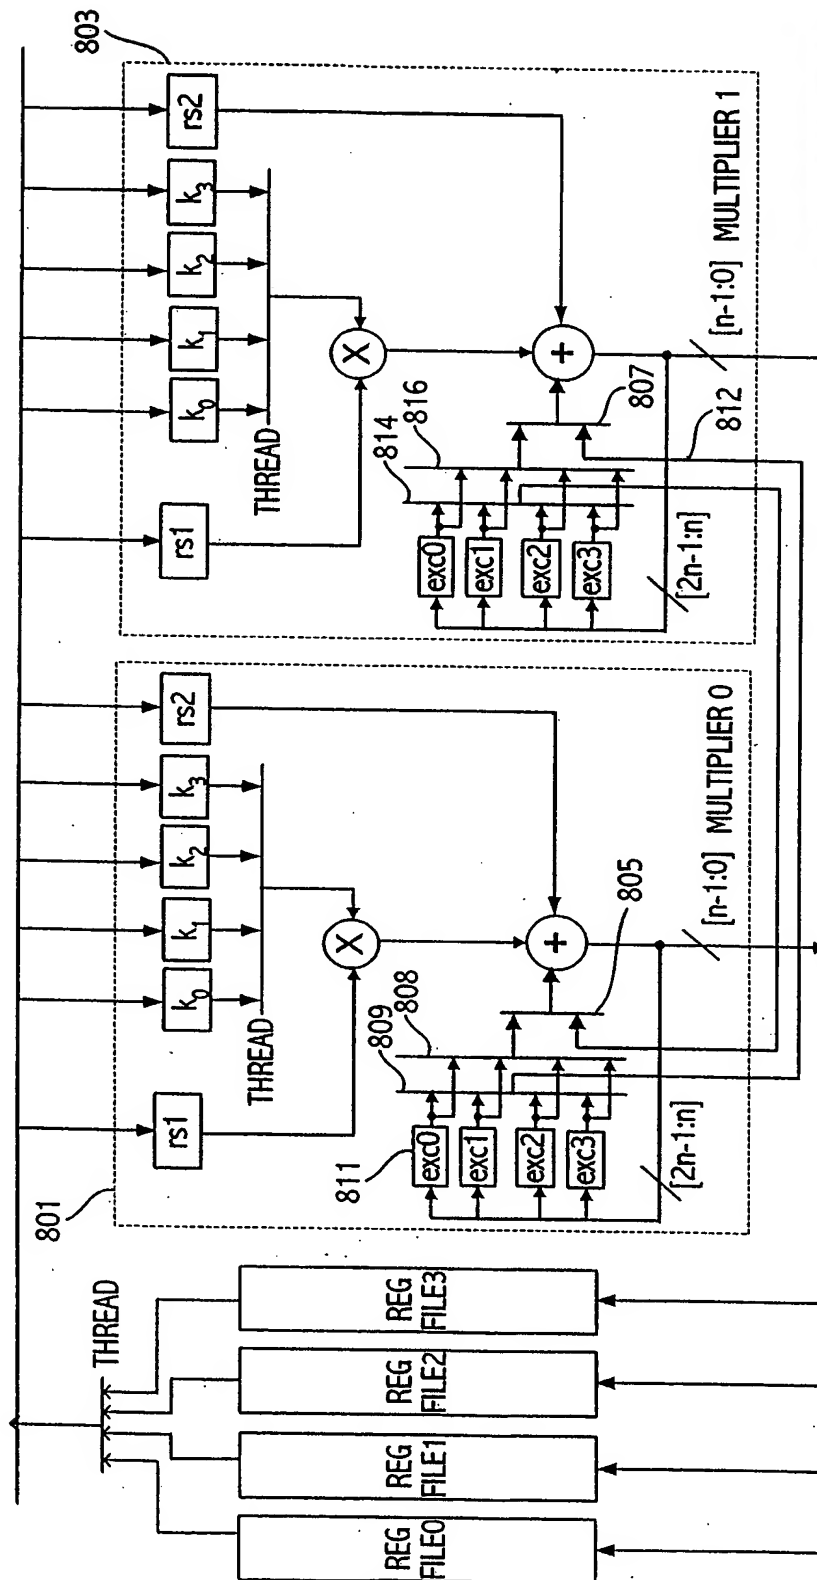 803
rs2
k3
k2
k1
k0
rs1
THREAD
X
+
814
816
807
812
exc0
exc1
exc2
exc3
[2n-1:n]
[n-1:0] MULTIPLIER 1
801
rs2
k3
k2
k1
k0
rs1
THREAD
X
+
809
808
805
811
exc0
exc1
exc2
exc3
[2n-1:n]
[n-1:0] MULTIPLIER 0
THREAD
REG
FILE3
REG
FILE2
REG
FILE1
REG
FILE0